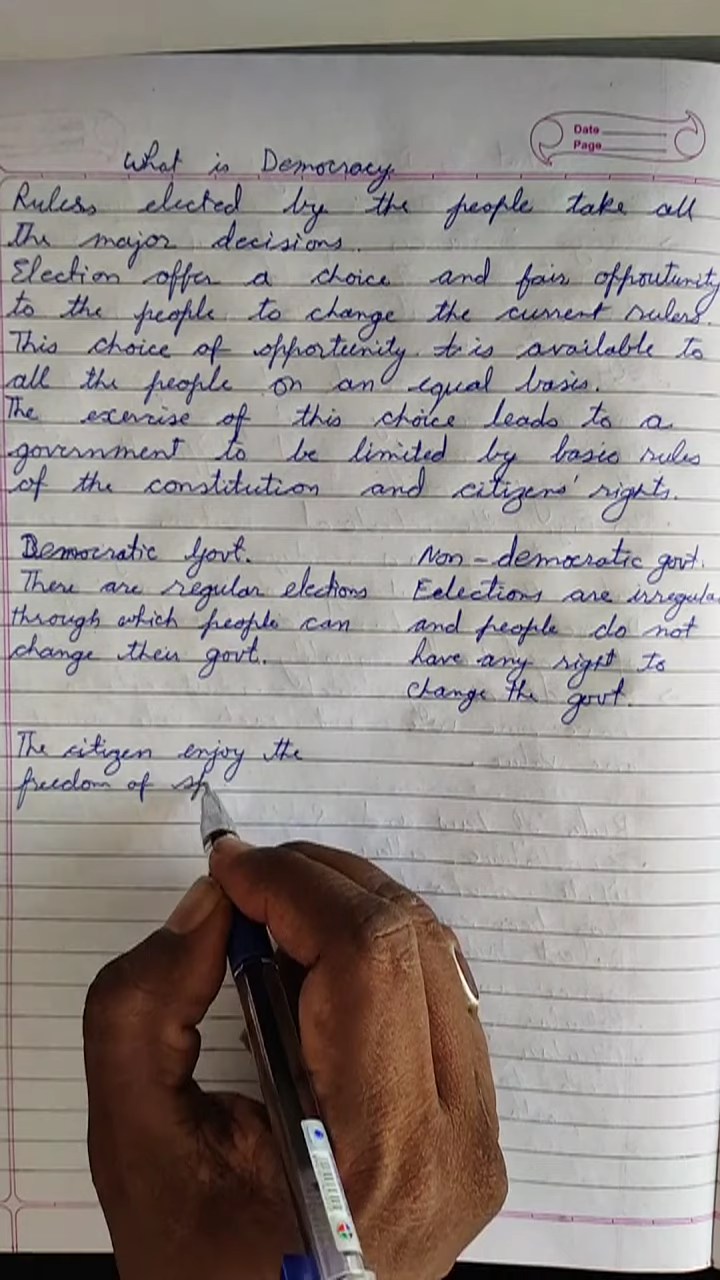 Date
Page
What is Democracy
Rulers elected by the people take all
the major decisions.
Election offer a choice and fair offoutunity
to the people to change the current rulers.
This choice of opportunity is available to
all the people on an equal basis.
The exercise of this choice leads to a
government to be limited by basic rules
of the constitution and citizens' rights.
Democratic Govt.
There are regular elections
through which people can
change their govt.
Non-democratic govt.
Eelections are irregula
and people do not
have any right to
change the govt.
The citizen enjoy the
freedom of sp